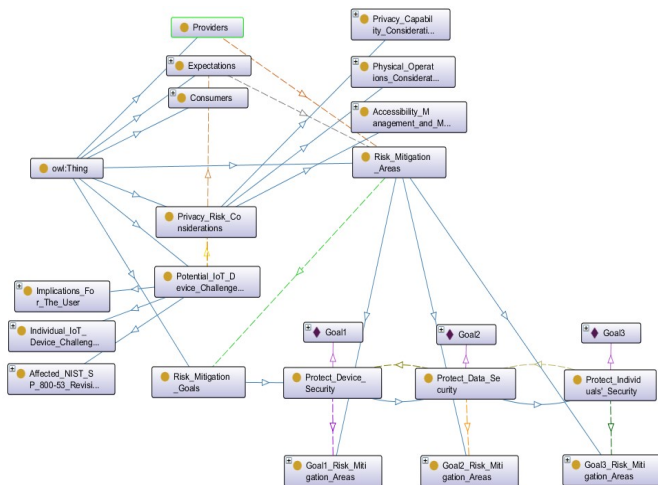 Providers
Privacy_Capabil
ity_Considerati...
Expectations
Physical_Operat
ions_Considerat...
Consumers
Accessibility_M
anagement_and_M...
Risk_Mitigation
_Areas
owl:Thing
Privacy_Risk_Co
nsiderations
Potential_IoT_D
evice_Challenge...
Implications_Fo
r_The_User
Individual_IoT_
Device_Challeng...
Affected_NIST_S
P_800-53_Revisi...
Risk_Mitigation
_Goals
Goal1
Goal2
Goal3
Protect_Device_
Security
Protect_Data_Se
curity
Protect_Individ
uals'_Security
Goal1_Risk_Miti
gation_Areas
Goal2_Risk_Miti
gation_Areas
Goal3_Risk_Miti
gation_Areas